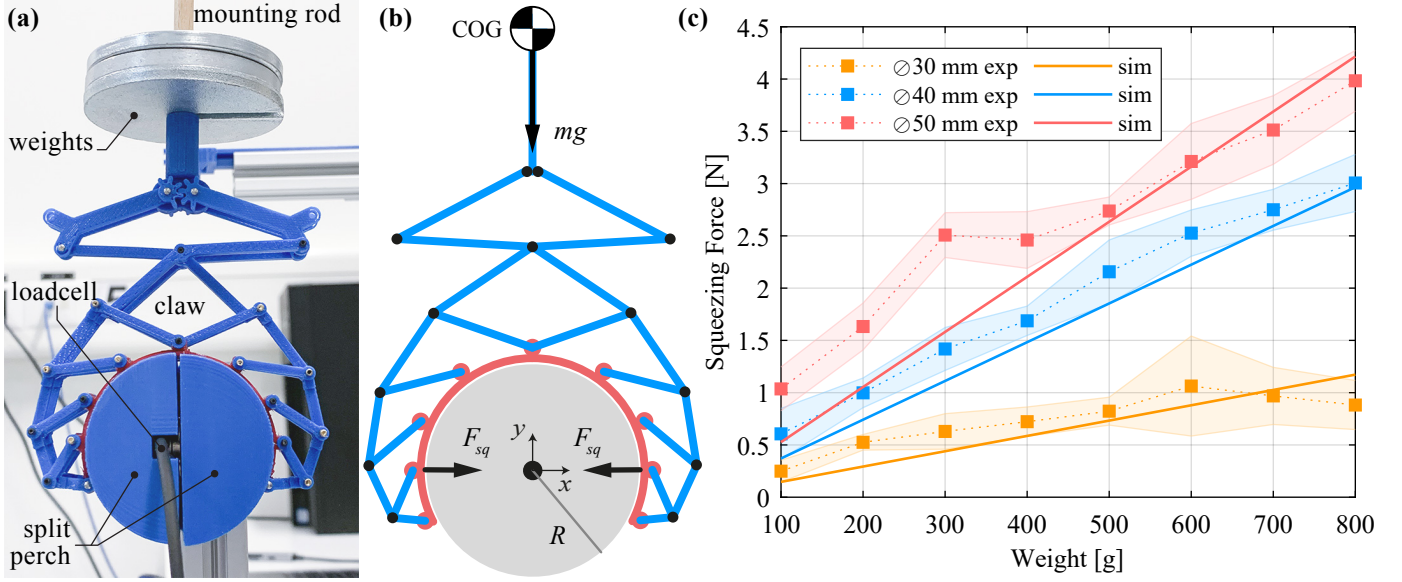 (a)
mounting rod
weights
loadcell
claw
split
perch
(b)
COG
mg
F_sq
F_sq
y
x
R
(c)
Squeezing Force [N]
4.5
4
3.5
3
2.5
2
1.5
1
0.5
0
∅30 mm exp sim
∅40 mm exp sim
∅50 mm exp sim
100 200 300 400 500 600 700 800
Weight [g]